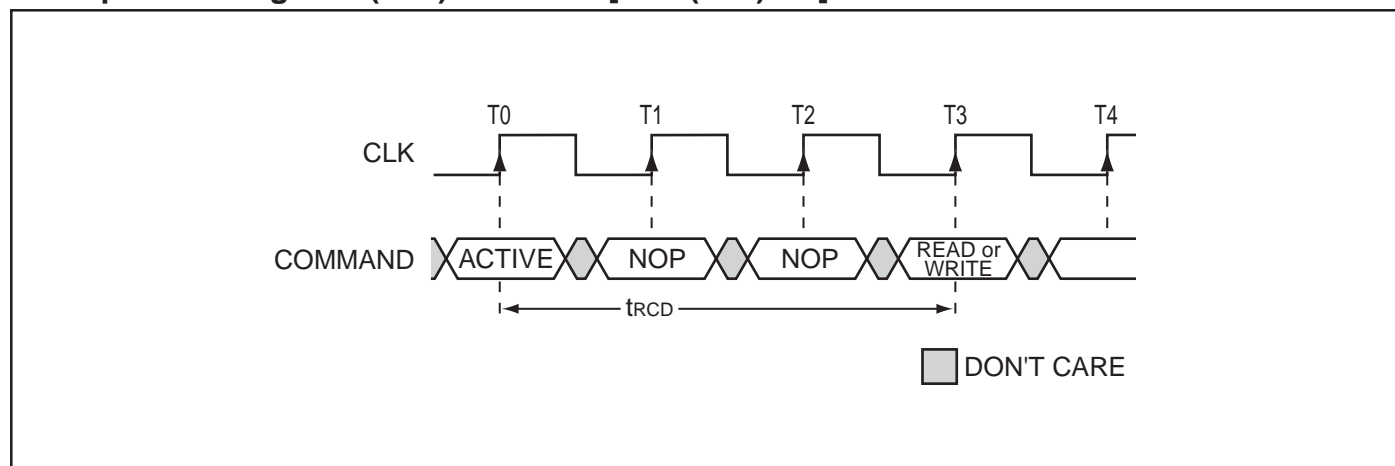 T0 T1 T2 T3 T4
CLK
COMMAND ACTIVE NOP NOP READ or
WRITE
tRCD
DON'T CARE